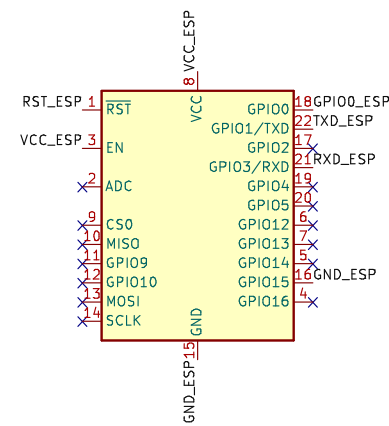 VCC_ESP
8
VCC
RST_ESP 1 RST
GPIO0 18 GPIO0_ESP
GPIO1/TXD 22 TXD_ESP
VCC_ESP 3 EN
GPIO2 17
GPIO3/RXD 21 RXD_ESP
2 ADC
GPIO4 19
GPIO5 20
9 CS0
GPIO12 6
10 MISO
GPIO13 7
11 GPIO9
GPIO14 5
12 GPIO10
GPIO15 16 GND_ESP
13 MOSI
GPIO16 4
14 SCLK
GND
15
GND_ESP